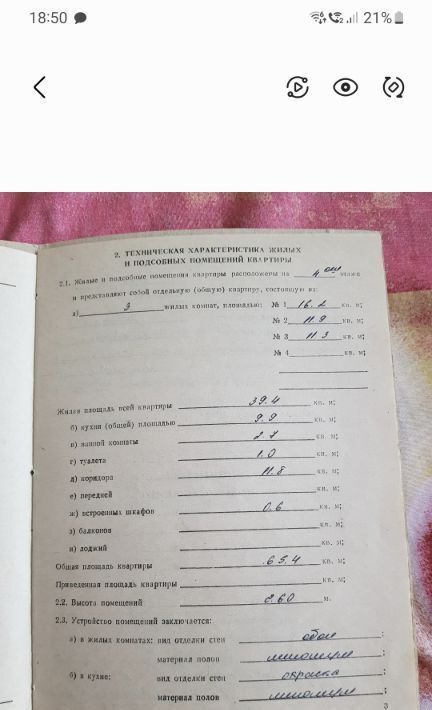 18:50
21%
2. ТЕХНИЧЕСКАЯ ХАРАКТЕРИСТИКА ЖИЛЫХ
И ПОДСОБНЫХ ПОМЕЩЕНИЙ КВАРТИРЫ
2.1. Жилые и подсобные помещения квартиры расположены на 4 ом этаже
и представляют собой отдельную (общую) квартиру, состоящую из:
а) 3 жилых комнат, площадью: № 1 16.2 кв. м;
№ 2 11.9 кв. м;
№ 3 11.3 кв. м;
№ 4 кв. м;
Жилая площадь всей квартиры 39.4 кв. м;
б) кухни (общей) площадью 9.9 кв. м;
в) ванной комнаты 2.7 кв. м;
г) туалета 1.0 кв. м;
д) коридора 11.8 кв. м;
е) передней кв. м;
ж) встроенных шкафов 0.6 кв. м;
з) балконов кв. м;
и) лоджий кв. м;
Общая площадь квартиры 65.4 кв. м;
Приведенная площадь квартиры кв. м;
2.2. Высота помещений 2.60 м.
2.3. Устройство помещений заключается:
а) в жилых комнатах: вид отделки стен обои ;
материал полов линолиум ;
б) в кухне: вид отделки стен окраска ;
материал полов линолиум ;
3